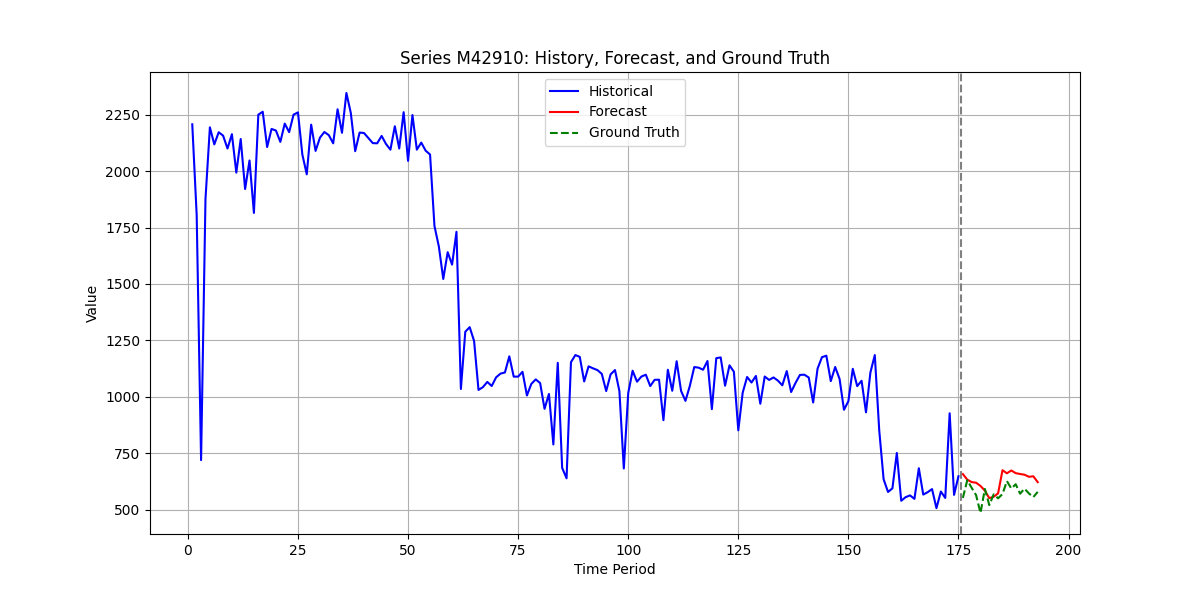 Series M42910: History, Forecast, and Ground Truth
Historical
Forecast
Ground Truth
Value
2250
2000
1750
1500
1250
1000
750
500
0 25 50 75 100 125 150 175 200
Time Period